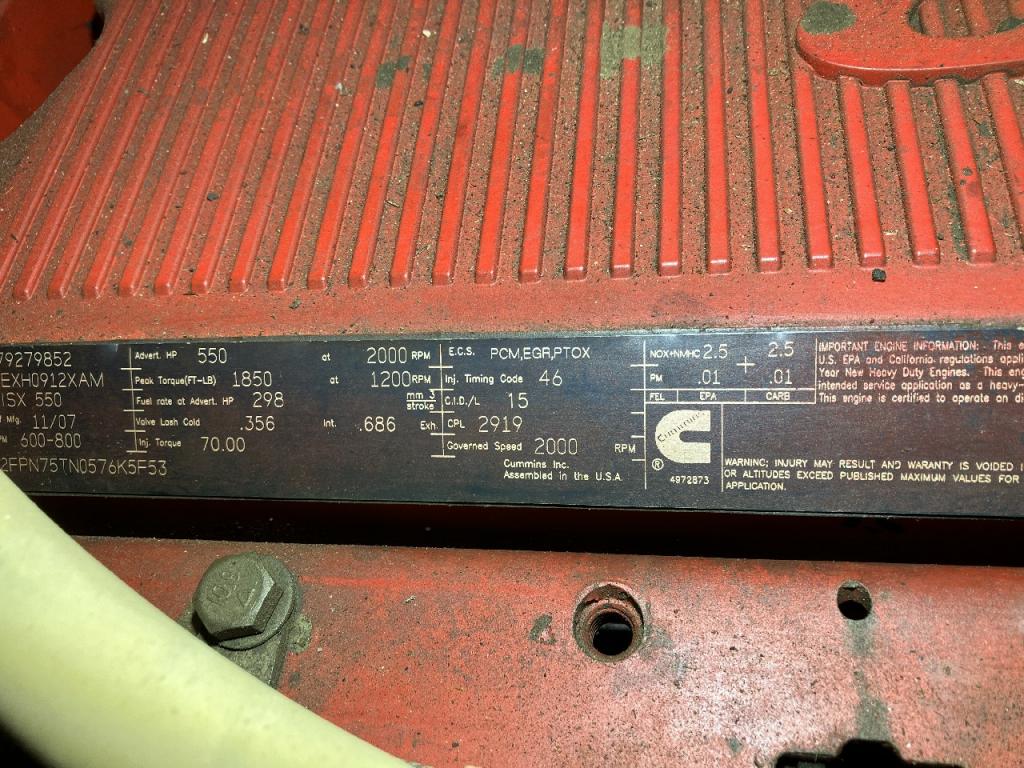 79279852
EXH0912XAM
ISX 550
Mfg. 11/07
600-800
2FPN75TN0576K5F53
Advert. HP 550 at 2000 RPM
Peak Torque(FT-LB) 1850 at 1200RPM
Fuel rate at Advert. HP 298 mm3 stroke
Valve Lash Cold .356 Int. .686 Exh.
Inj. Torque 70.00
E.C.S. PCM,EGR,PTOX
Inj. Timing Code 46
C.I.D./L 15
CPL 2919
Governed Speed 2000 RPM
Cummins Inc.
Assembled in the U.S.A.
NOX+NMHC 2.5 + 2.5
PM .01 .01
FEL EPA CARB
Cummins
®
4972873
IMPORTANT ENGINE INFORMATION: This
U.S. EPA and California regulations
Year New Heavy Duty Engines.
intended service application as a heavy-
This engine is certified to operate on
WARNING: INJURY MAY RESULT AND WARANTY IS VOIDED
OR ALTITUDES EXCEED PUBLISHED MAXIMUM VALUES FOR
APPLICATION.